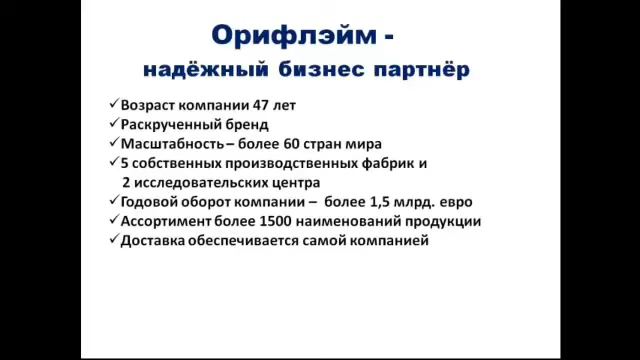 Орифлэйм -
надёжный бизнес партнёр
✓Возраст компании 47 лет
✓Раскрученный бренд
✓Масштабность – более 60 стран мира
✓5 собственных производственных фабрик и
2 исследовательских центра
✓Годовой оборот компании – более 1,5 млрд. евро
✓Ассортимент более 1500 наименований продукции
✓Доставка обеспечивается самой компанией